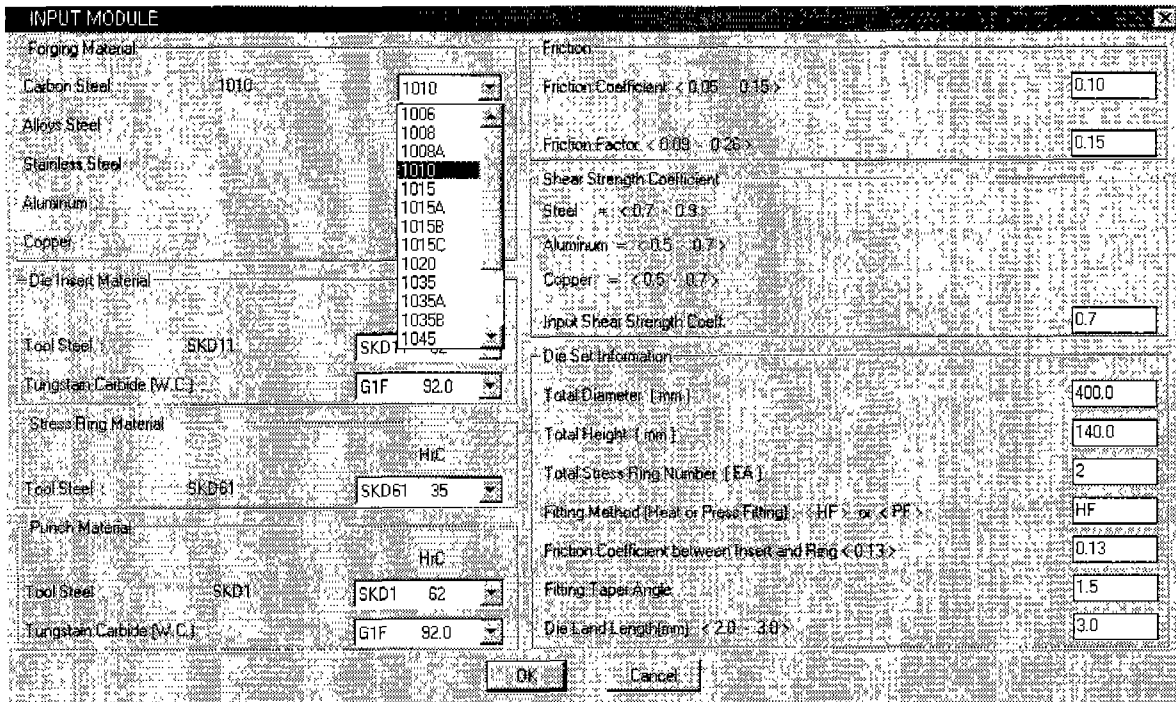 INPUT MODULE
Forging Material
Carbon Steel 1010 1010
Alloys Steel
Stainless Steel
Aluminum
Copper
1006
1008
1008A
1010
1015
1015A
1015B
1015C
1020
1035
1035A
1035B
1045
Die Insert Material
Tool Steel : SKD11 SKD11 62
Tungstain Carbide [W.C.] G1F 92.0
Stress Ring Material
HrC
Tool Steel : SKD61 SKD61 35
Punch Material
HrC
Tool Steel SKD1 SKD1 62
Tungstain Carbide [W.C.] G1F 92.0
Friction
Friction Coefficient < 0.05 - 0.15 > 0.10
Friction Factor < 0.09 - 0.26 > 0.15
Shear Strength Coefficient
Steel = < 0.7 - 0.9 >
Aluminum = < 0.5 - 0.7 >
Copper = < 0.5 - 0.7 >
Input Shear Strength Coeff. 0.7
Die Set Information
Total Diameter [ mm ] 400.0
Total Height [ mm ] 140.0
Total Stress Ring Number [ EA ] 2
Fitting Method (Heat or Press Fitting) < HF > or < PF > HF
Friction Coefficient between Insert and Ring < 0.13 > 0.13
Fitting Taper Angle 1.5
Die Land Length(mm) < 2.0 - 3.0 > 3.0
OK Cancel